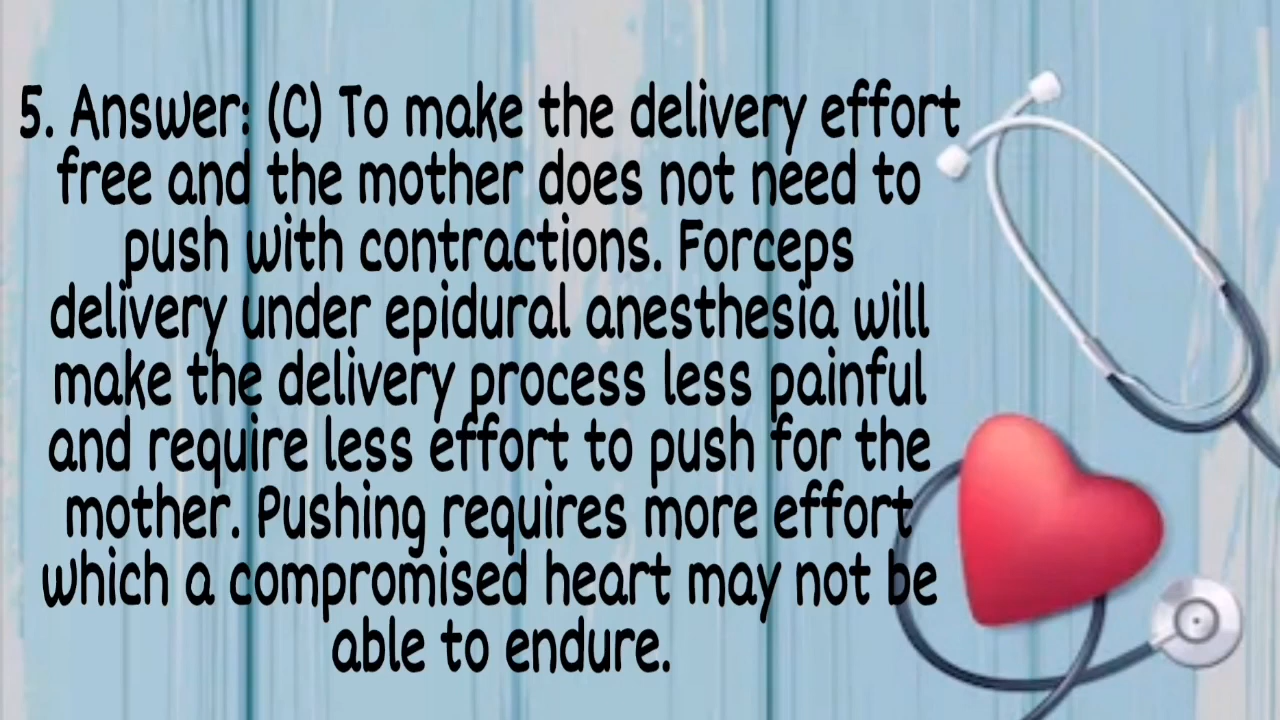 5. Answer: (C) To make the delivery effort
free and the mother does not need to
push with contractions. Forceps
delivery under epidural anesthesia will
make the delivery process less painful
and require less effort to push for the
mother. Pushing requires more effort
which a compromised heart may not be
able to endure.